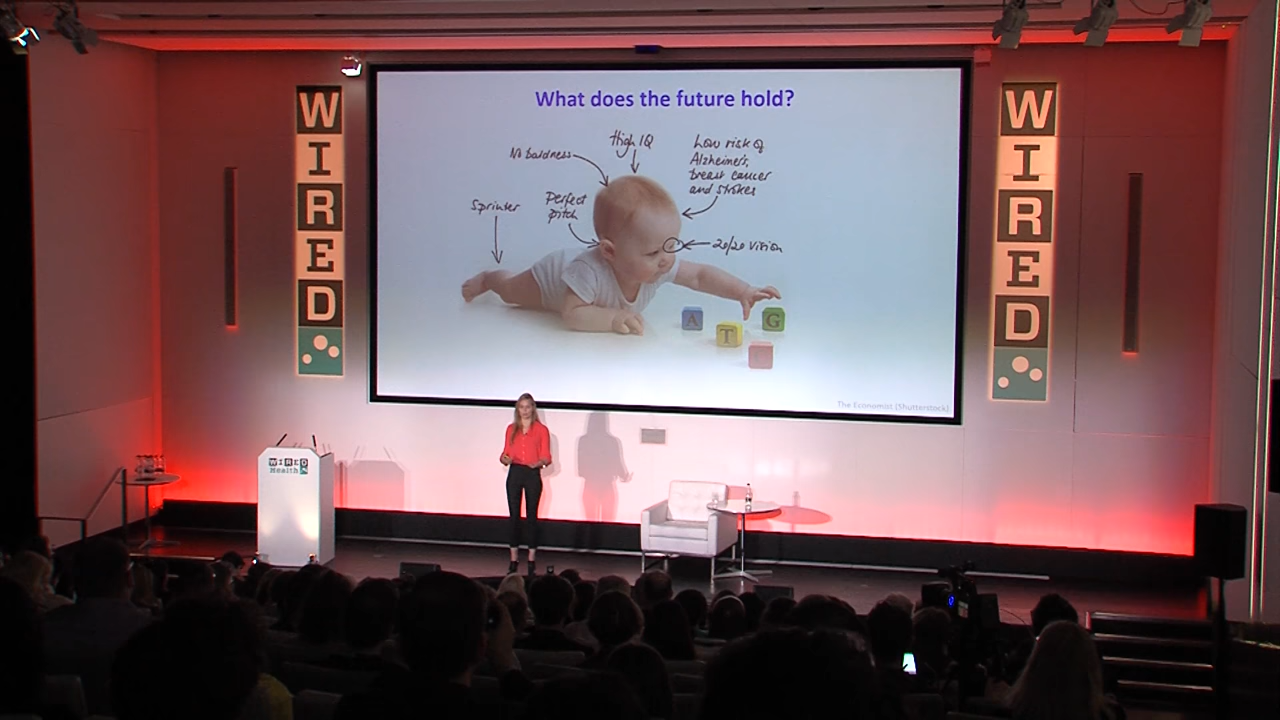 What does the future hold?
High IQ
No baldness
Low risk of
Alzheimer's,
breast cancer
and strokes
Sprinter
Perfect
pitch
20/20 vision
A
T
G
The Economist (Shutterstock)
WIRED
WIRED
WIRED
Health